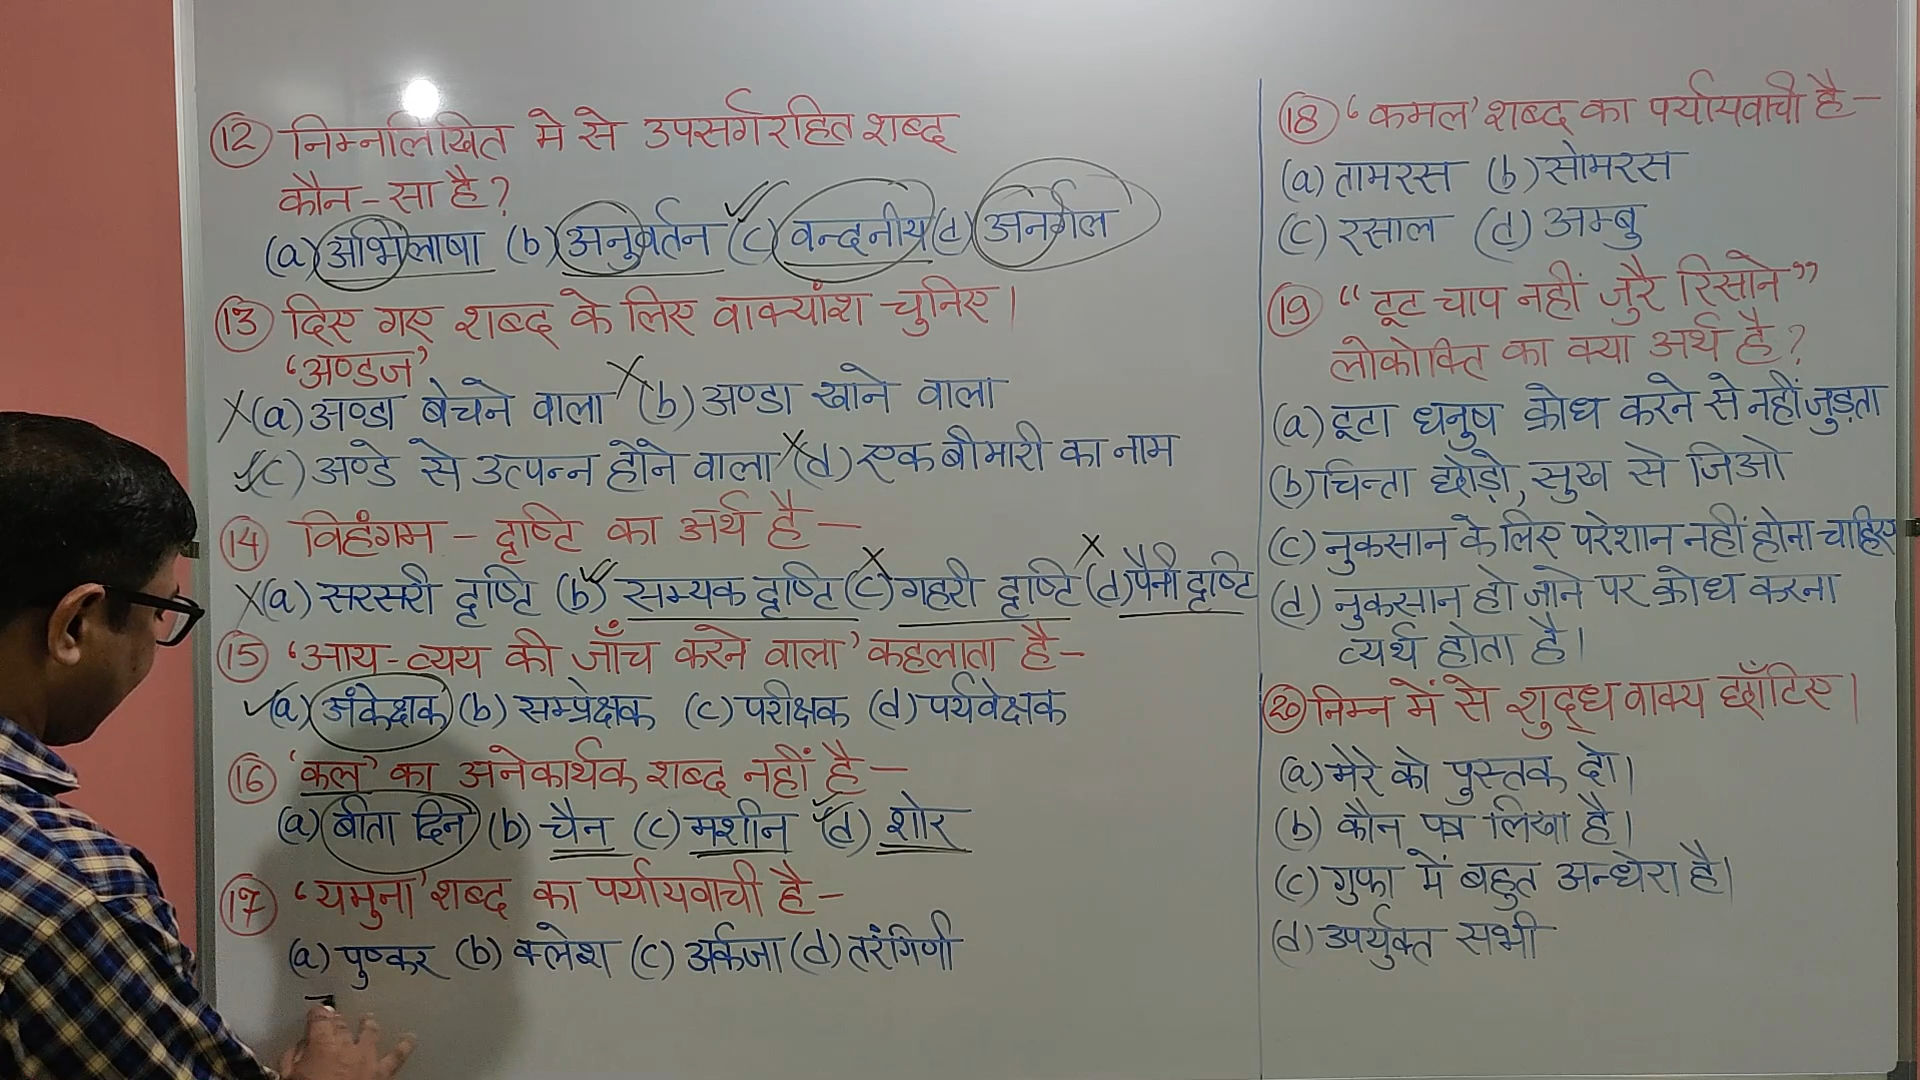 (12) निम्नलिखित मे से उपसर्गरहित शब्द
कौन-सा है?
(a) अभिलाषा (b) अनुवर्तन (c) वन्दनीय (d) अनर्गल
(13) दिए गए शब्द के लिए वाक्यांश चुनिए।
'अण्डज'
(a) अण्डा बेचने वाला (b) अण्डा खाने वाला
(c) अण्डे से उत्पन्न होने वाला (d) एक बीमारी का नाम
(14) विहंगम - दृष्टि का अर्थ है –
(a) सरसरी दृष्टि (b) सम्यक दृष्टि (c) गहरी दृष्टि (d) पैनी दृष्टि
(15) 'आय-व्यय की जाँच करने वाला' कहलाता है-
(a) अंकेक्षक (b) सम्प्रेक्षक (c) परीक्षक (d) पर्यवेक्षक
(16) 'कल' का अनेकार्थक शब्द नहीं है –
(a) बीता दिन (b) चैन (c) मशीन (d) शोर
(17) 'यमुना' शब्द का पर्यायवाची है –
(a) पुष्कर (b) क्लेश (c) अर्कजा (d) तरंगिणी
(18) 'कमल' शब्द का पर्यायवाची है –
(a) तामरस (b) सोमरस
(c) रसाल (d) अम्बु
(19) "टूट चाप नहीं जुरै रिसाने"
लोकोक्ति का क्या अर्थ है?
(a) टूटा धनुष क्रोध करने से नहीं जुड़ता
(b) चिन्ता छोड़ो, सुख से जिओ
(c) नुकसान के लिए परेशान नहीं होना चाहिए
(d) नुकसान हो जाने पर क्रोध करना
व्यर्थ होता है।
(20) निम्न में से शुद्ध वाक्य छाँटिए।
(a) मेरे को पुस्तक दो।
(b) कौन पत्र लिखा है।
(c) गुफा में बहुत अन्धेरा है।
(d) उपर्युक्त सभी